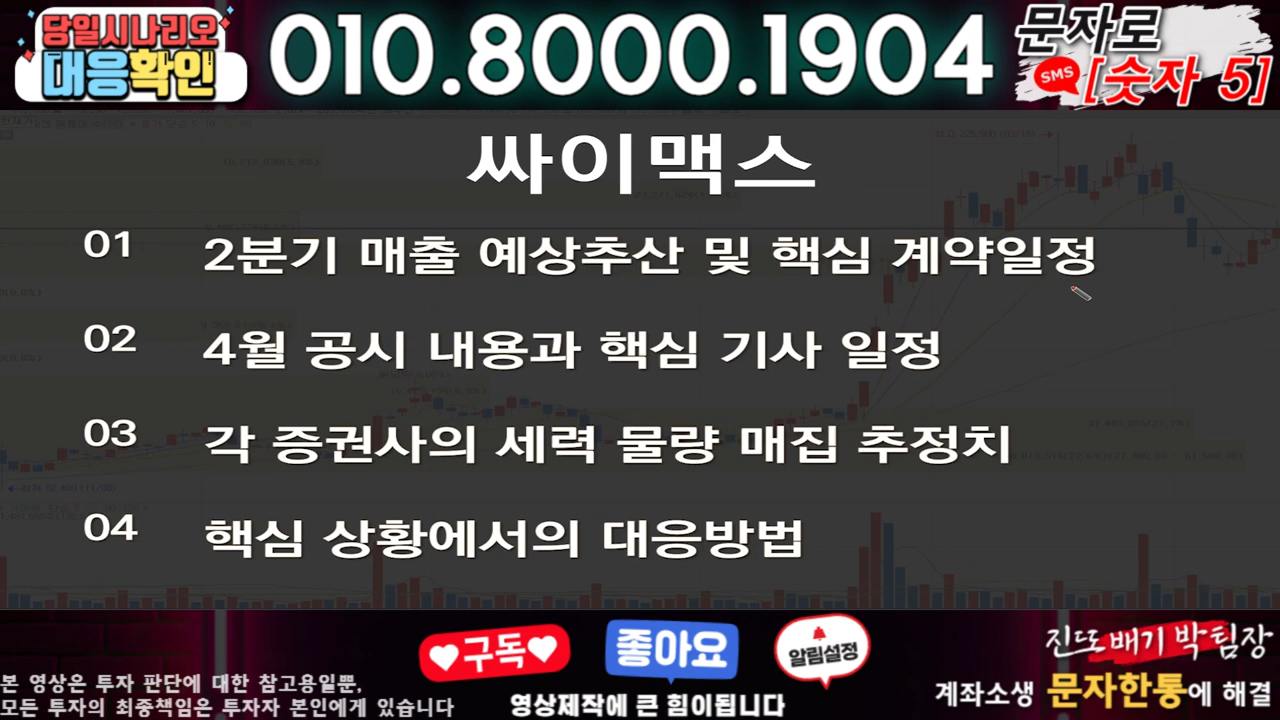 당일시나리오
대응확인
010.8000.1904
문자로
SMS [숫자 5]
싸이맥스
01 2분기 매출 예상추산 및 핵심 계약일정
02 4월 공시 내용과 핵심 기사 일정
03 각 증권사의 세력 물량 매집 추정치
04 핵심 상황에서의 대응방법
구독
좋아요
알림설정
영상제작에 큰 힘이됩니다
본 영상은 투자 판단에 대한 참고용일뿐,
모든 투자의 최종책임은 투자자 본인에게 있습니다
진또배기 박팀장
계좌소생 문자한통에 해결